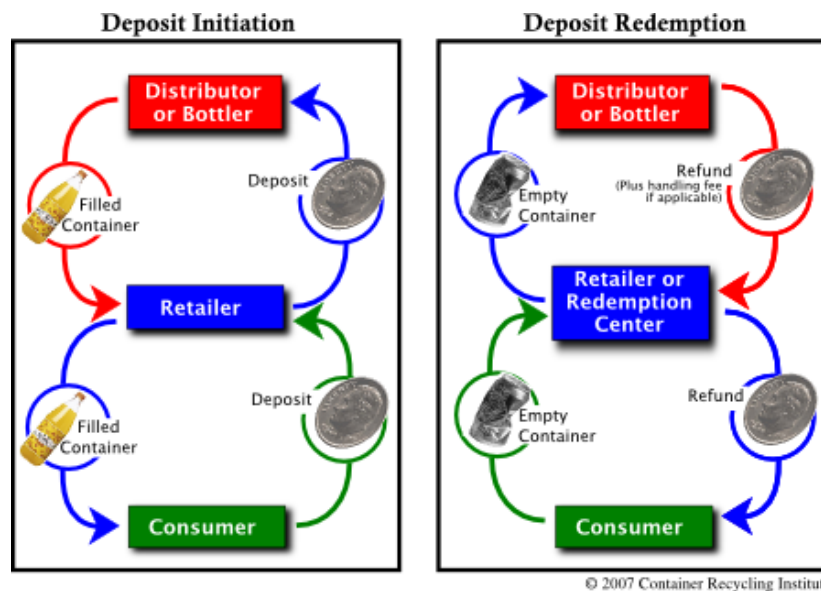 Deposit Initiation
Distributor
or Bottler
Deposit
Filled
Container
Retailer
Deposit
Filled
Container
Consumer
Deposit Redemption
Distributor
or Bottler
Refund
(Plus handling fee
if applicable)
Empty
Container
Retailer or
Redemption
Center
Refund
Empty
Container
Consumer
© 2007 Container Recycling Institut